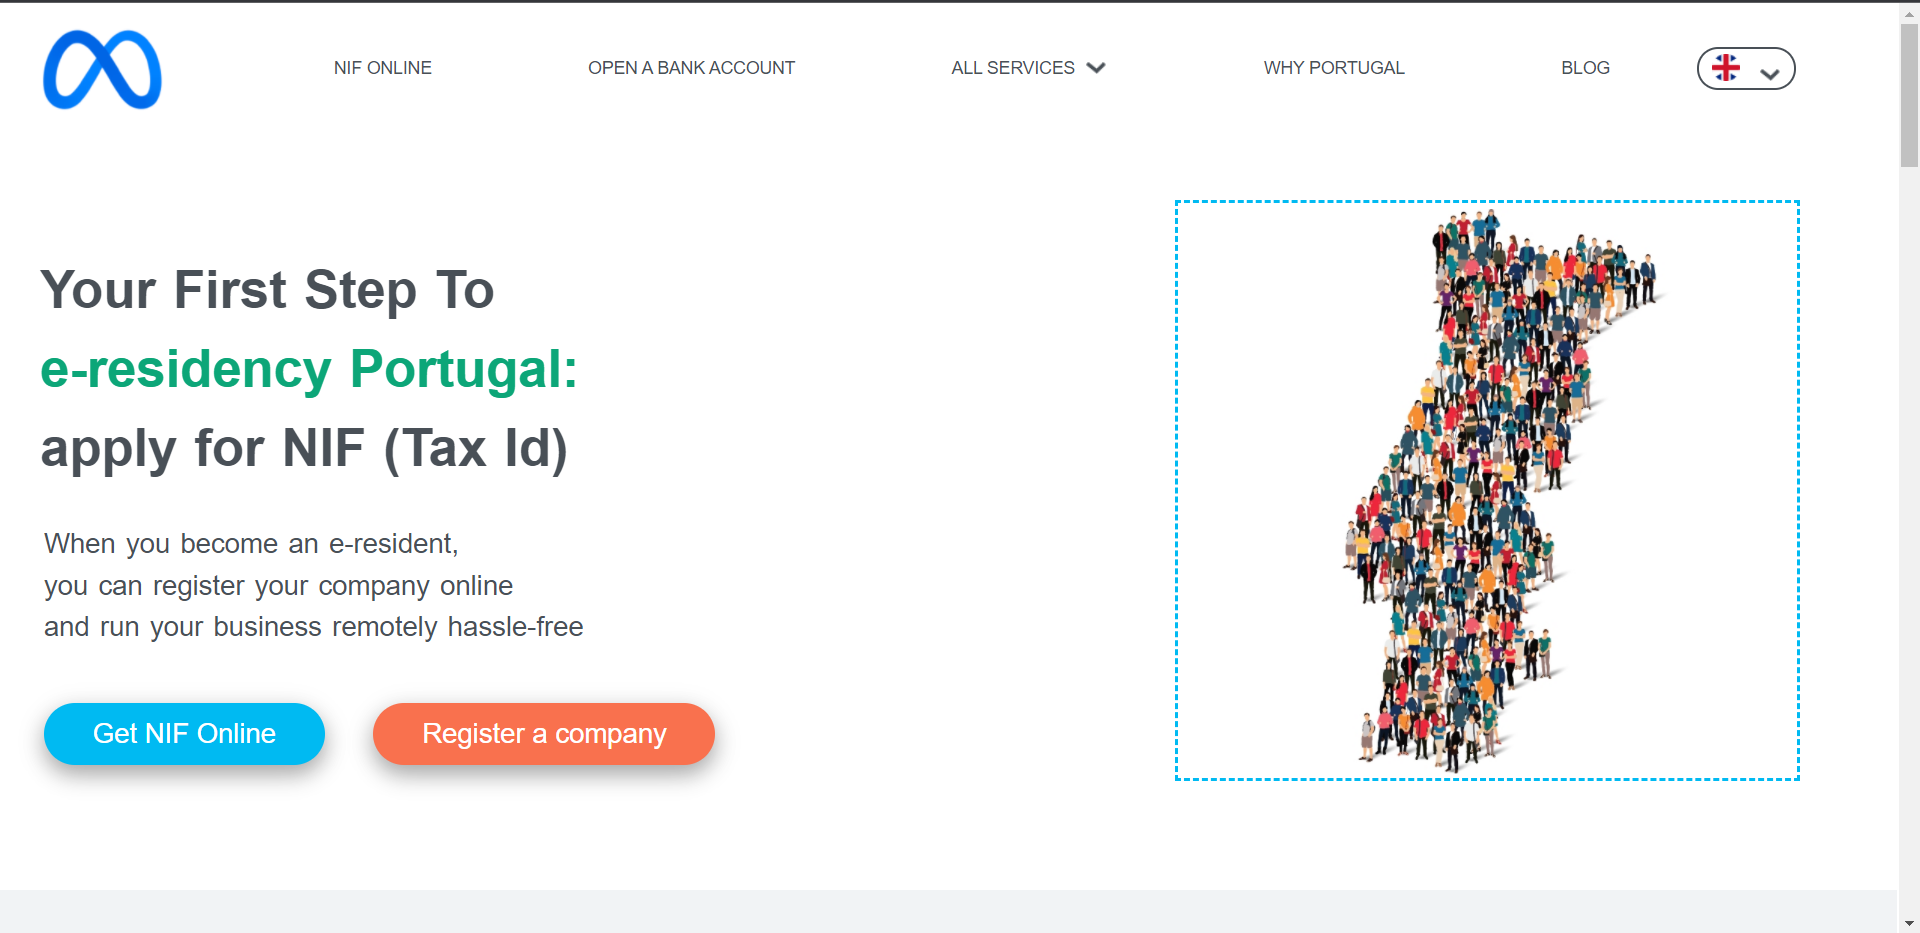 NIF ONLINE
OPEN A BANK ACCOUNT
ALL SERVICES
WHY PORTUGAL
BLOG
Your First Step To
e-residency Portugal:
apply for NIF (Tax Id)
When you become an e-resident,
you can register your company online
and run your business remotely hassle-free
Get NIF Online
Register a company